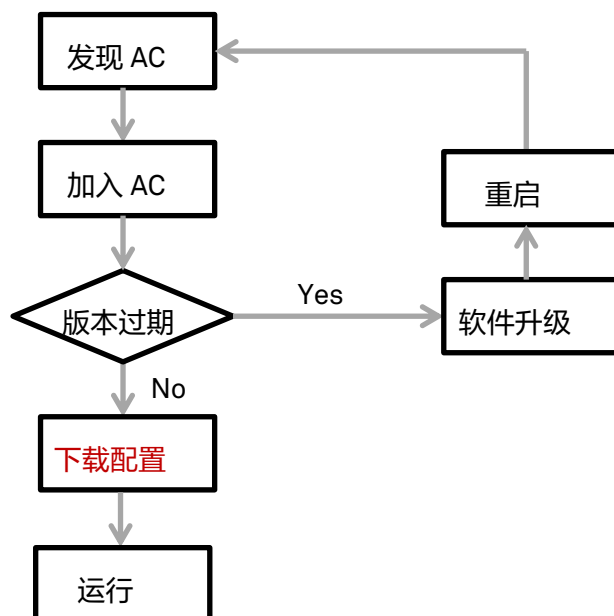 发现 AC
加入 AC
重启
版本过期
Yes
软件升级
No
下载配置
运行